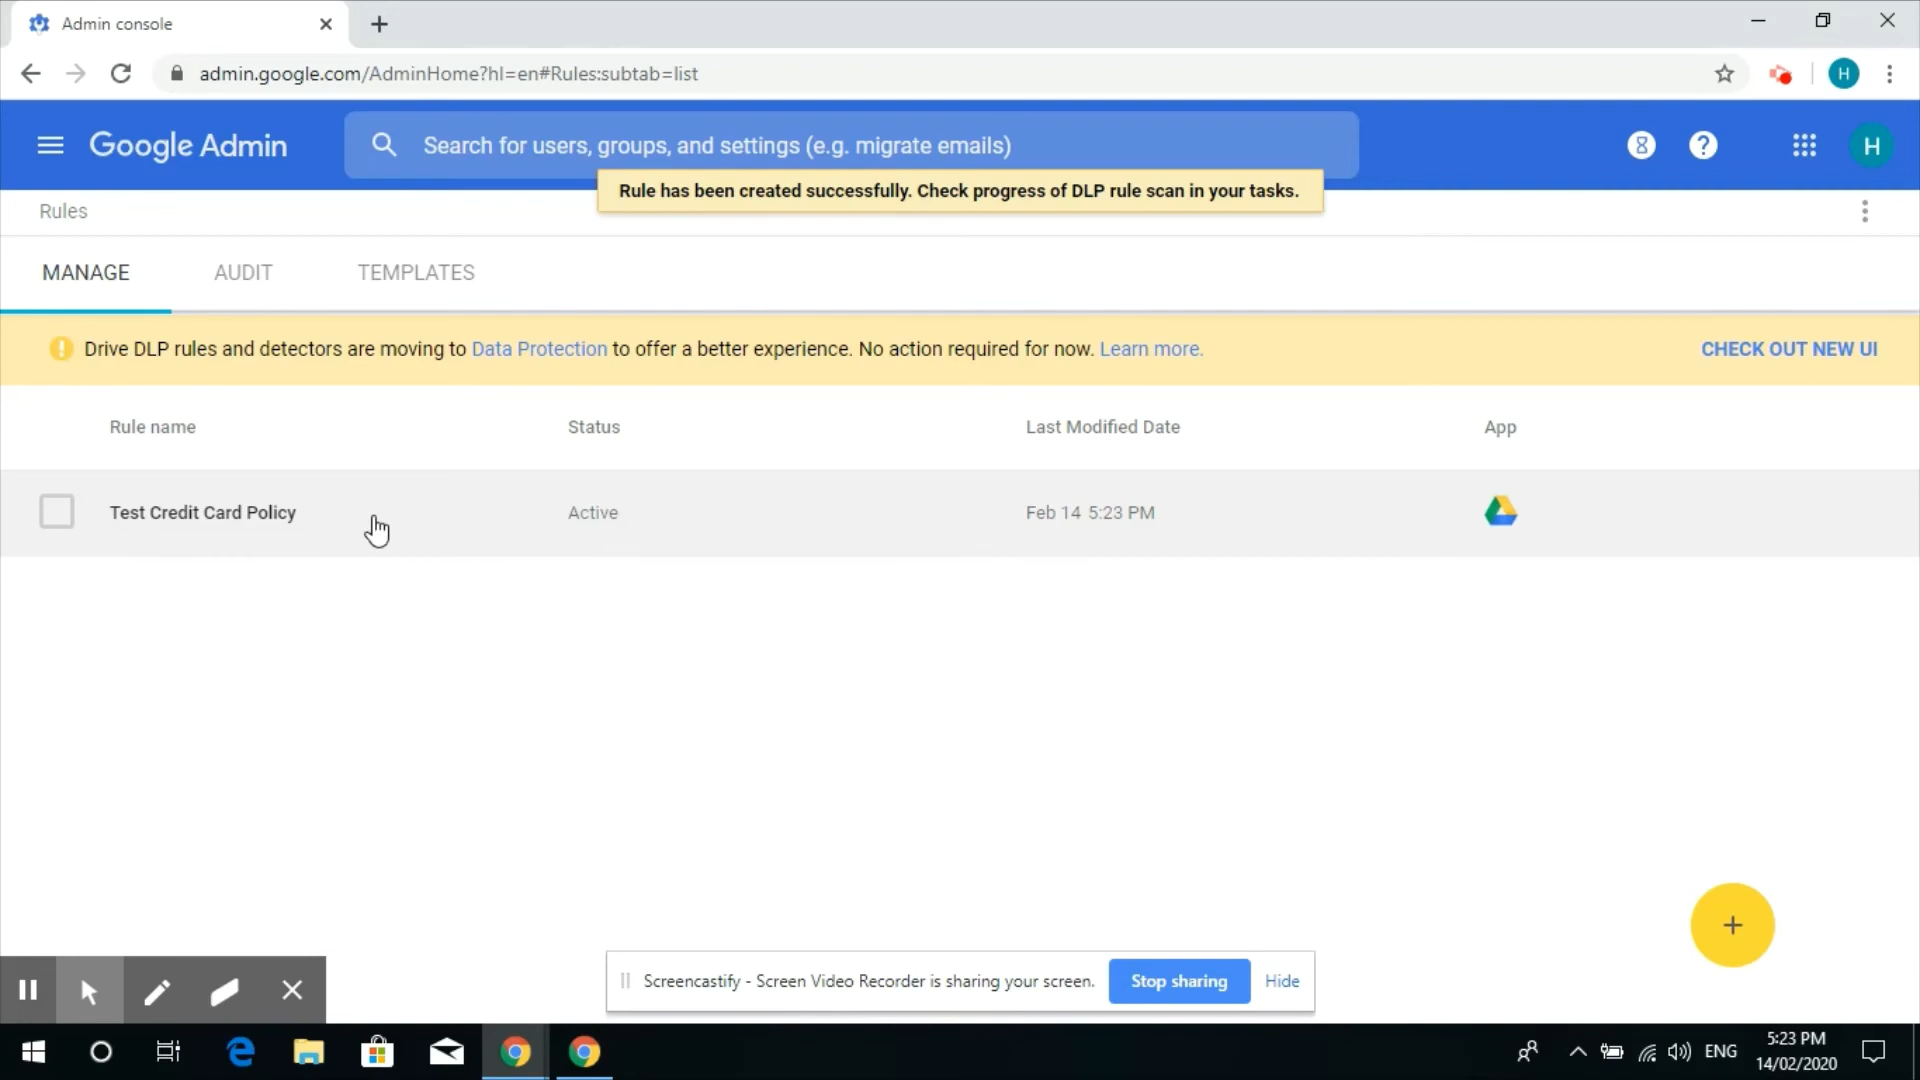 Admin console
admin.google.com/AdminHome?hl=en#Rules:subtab=list
H
Google Admin
Search for users, groups, and settings (e.g. migrate emails)
8
?
H
Rule has been created successfully. Check progress of DLP rule scan in your tasks.
Rules
MANAGE AUDIT TEMPLATES
Drive DLP rules and detectors are moving to Data Protection to offer a better experience. No action required for now. Learn more. CHECK OUT NEW UI
Rule name Status Last Modified Date App
Test Credit Card Policy Active Feb 14 5:23 PM
Screencastify - Screen Video Recorder is sharing your screen. Stop sharing Hide
ENG
5:23 PM
14/02/2020